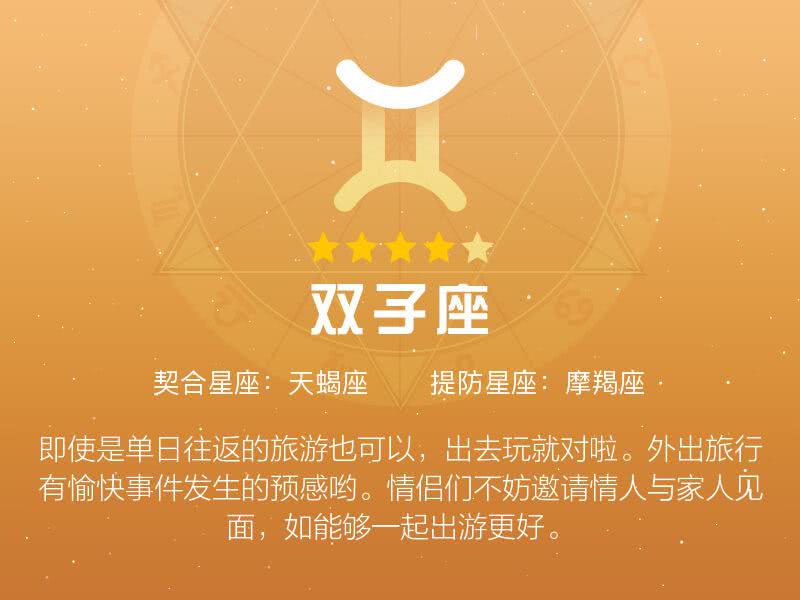 双子座
契合星座：天蝎座　　提防星座：摩羯座
即使是单日往返的旅游也可以，出去玩就对啦。外出旅行
有愉快事件发生的预感哟。情侣们不妨邀请情人与家人见
面，如能够一起出游更好。